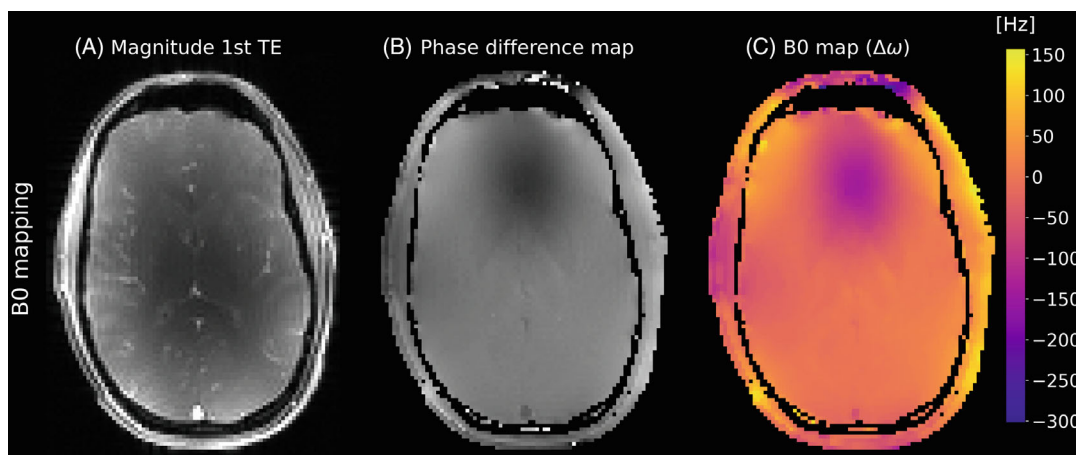 [Hz]
(A) Magnitude 1st TE
(B) Phase difference map
(C) B0 map (Δω)
B0 mapping
150
100
50
0
−50
−100
−150
−200
−250
−300